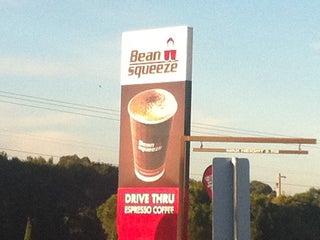 Bean
squeeze
Bean
squeeze
DRIVE THRU
ESPRESSO COFFEE